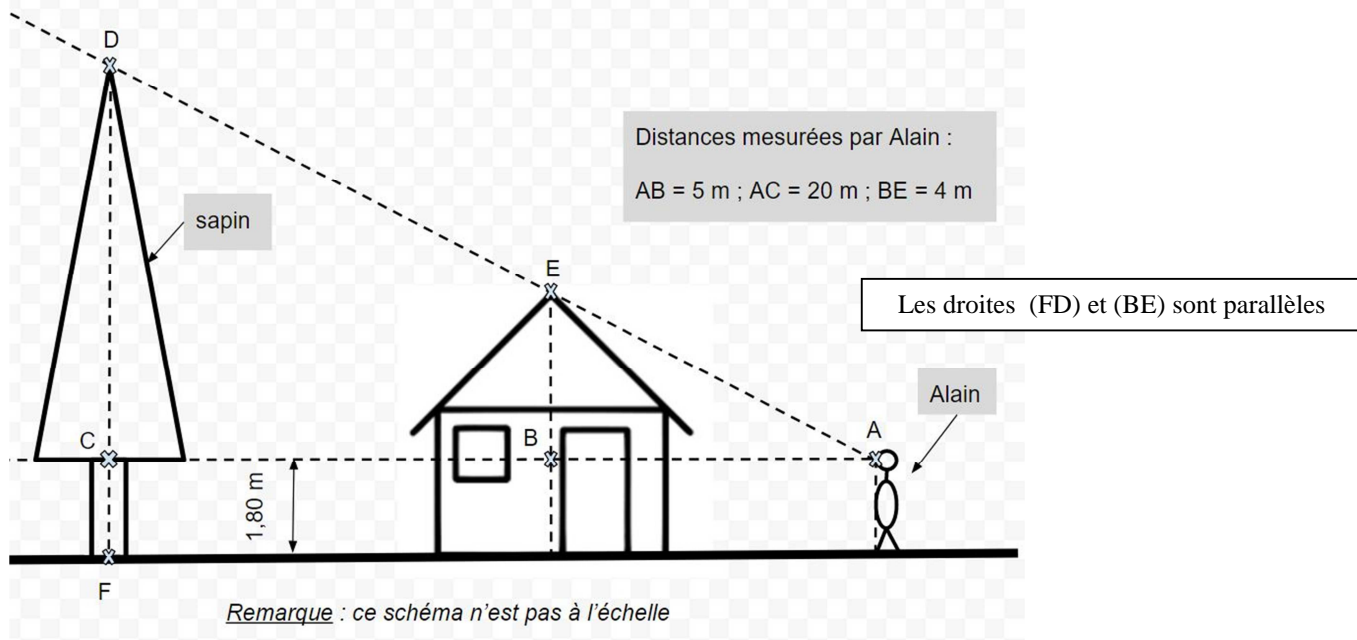 D
Distances mesurées par Alain :
AB = 5 m ; AC = 20 m ; BE = 4 m
sapin
E
Les droites (FD) et (BE) sont parallèles
Alain
C
B
A
1,80 m
F
Remarque : ce schéma n'est pas à l'échelle